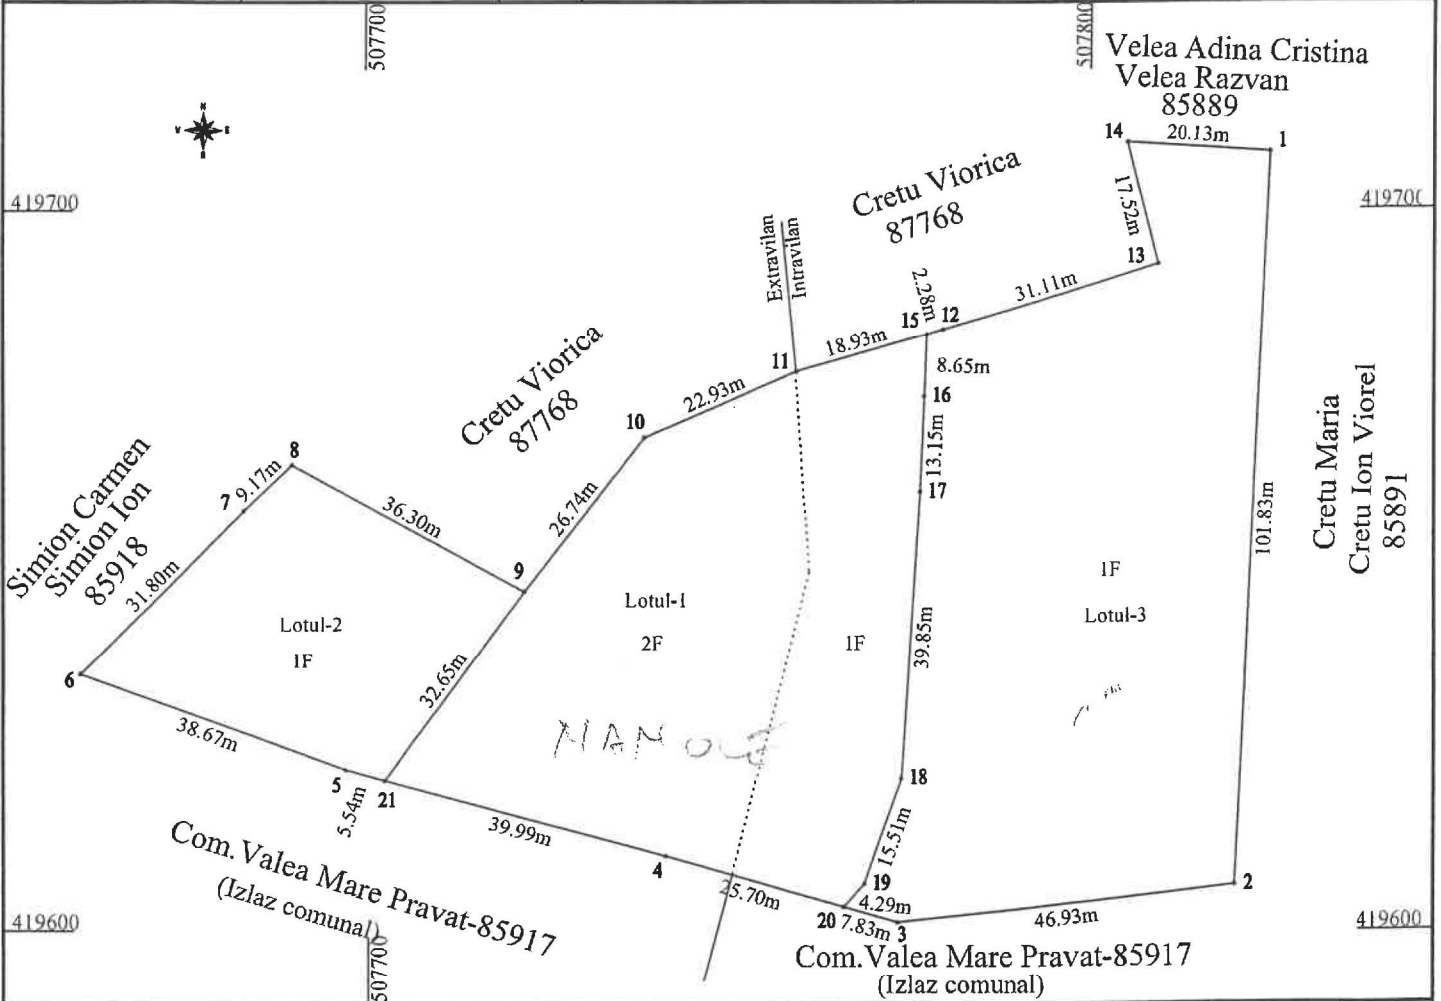 507700
507800
Velea Adina Cristina
Velea Razvan
85889
14
20.13m
1
N
V
E
419700
Cretu Viorica
87768
17.52m
Extravilan
Intravilan
13
2.28m
31.11m
15
12
18.93m
11
8.65m
16
Cretu Viorica
87768
22.93m
10
13.15m
17
Cretu Maria
Cretu Ion Viorel
85891
8
7
9.17m
36.30m
26.74m
101.83m
Simion Carmen
Simion Ion
85918
31.80m
9
1F
Lotul-1
Lotul-3
Lotul-2
2F
1F
1F
39.85m
6
32.65m
38.67m
NAN
18
5
21
5.54m
39.99m
15.51m
Com.Valea Mare Pravat-85917
(Izlaz comunal)
4
19
2
25.70m
4.29m
20
7.83m
3
46.93m
419600
419600
507700
Com.Valea Mare Pravat-85917
(Izlaz comunal)